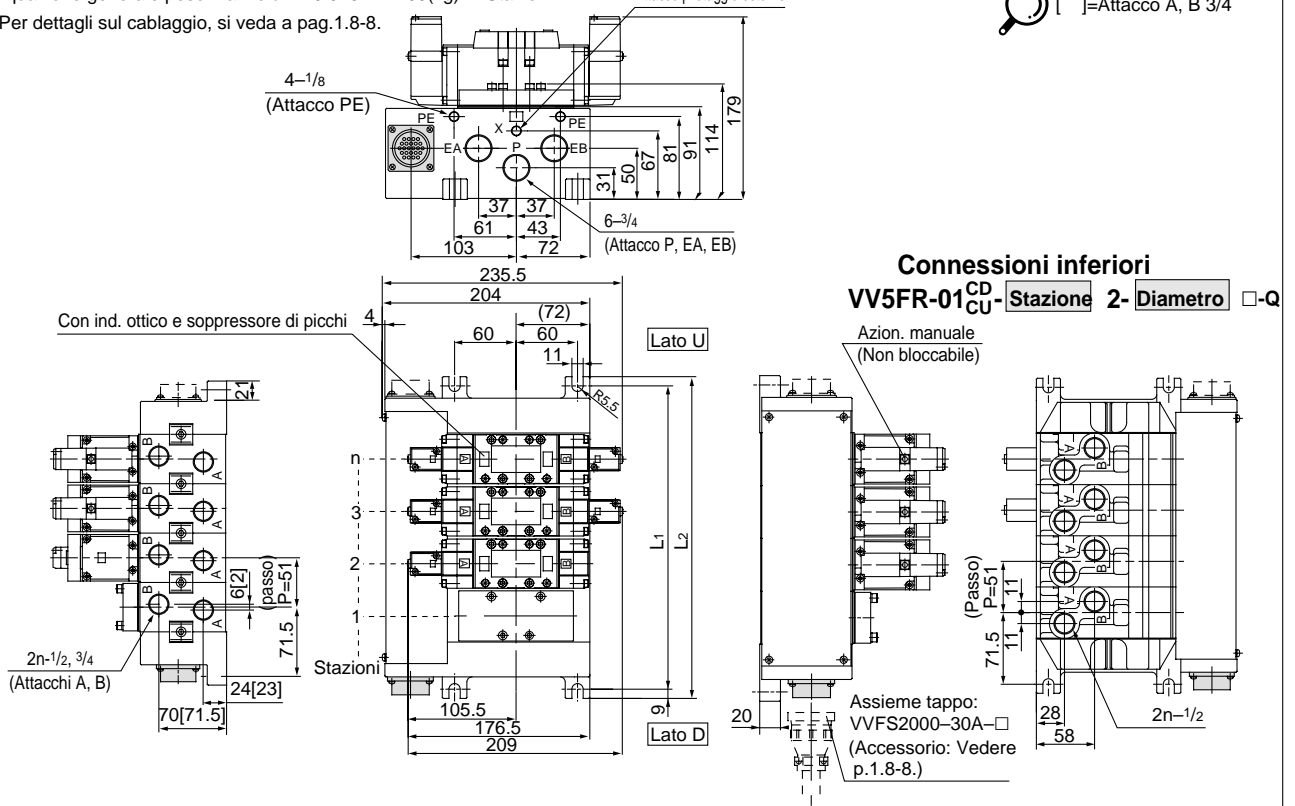 Per dettagli sul cablaggio, si veda a pag.1.8-8.
[ ]=Attacco A, B 3/4
4–1/8
(Attacco PE)
PE
X
PE
EA
P
EB
31
50
67
81
91
114
179
37
37
61
43
103
72
6–3/4
(Attacco P, EA, EB)
Connessioni inferiori
VV5FR-01 CD CU - Stazione 2- Diametro □-Q
235.5
204
(72)
4
60
60
11
R5.5
Con ind. ottico e soppressore di picchi
Lato U
Azion. manuale
(Non bloccabile)
21
B
A
B
A
B
A
B
A
6[2]
(passo)
P=51
71.5
2n-1/2, 3/4
(Attacchi A, B)
24[23]
70[71.5]
n
3
2
1
Stazioni
A
B
A
B
A
B
L1
L2
9
105.5
176.5
209
Lato D
20
Assieme tappo:
VVFS2000–30A–□
(Accessorio: Vedere
p.1.8-8.)
A
B
A
B
A
B
A
B
(Passo)
P=51
11
71.5
11
28
58
2n–1/2